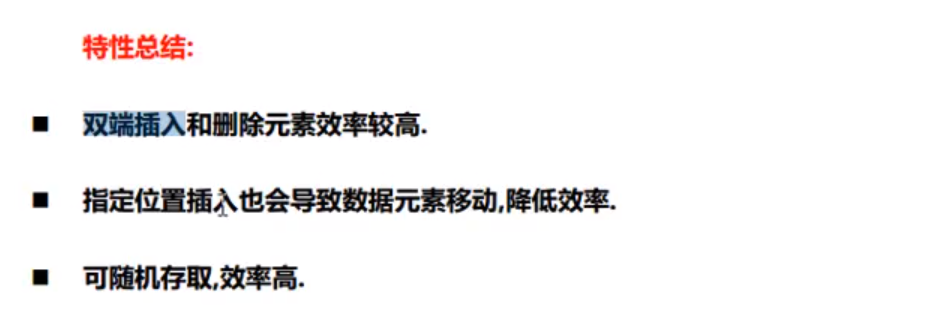 特性总结:
■ 双端插入和删除元素效率较高.
■ 指定位置插入也会导致数据元素移动,降低效率.
■ 可随机存取,效率高.